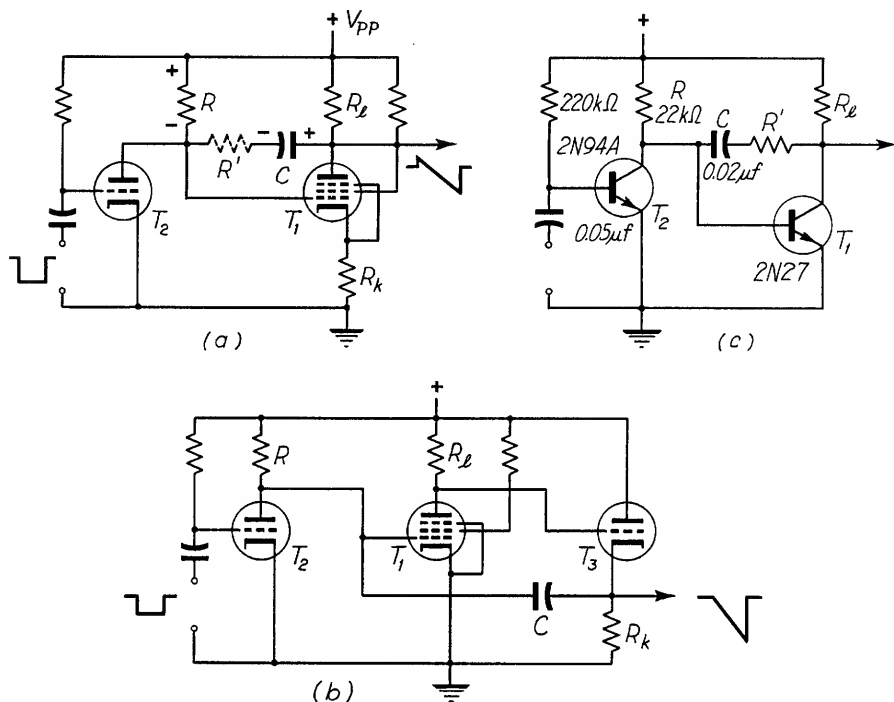 + V_PP
+
+
R
R_ℓ
−
−
+
R'
C
T_2
T_1
R_k
(a)
+
220kΩ
R
22kΩ
R_ℓ
2N94A
C
R'
0.02μf
T_2
0.05μf
T_1
2N27
(c)
+
R
R_ℓ
T_2
T_1
T_3
C
R_k
(b)